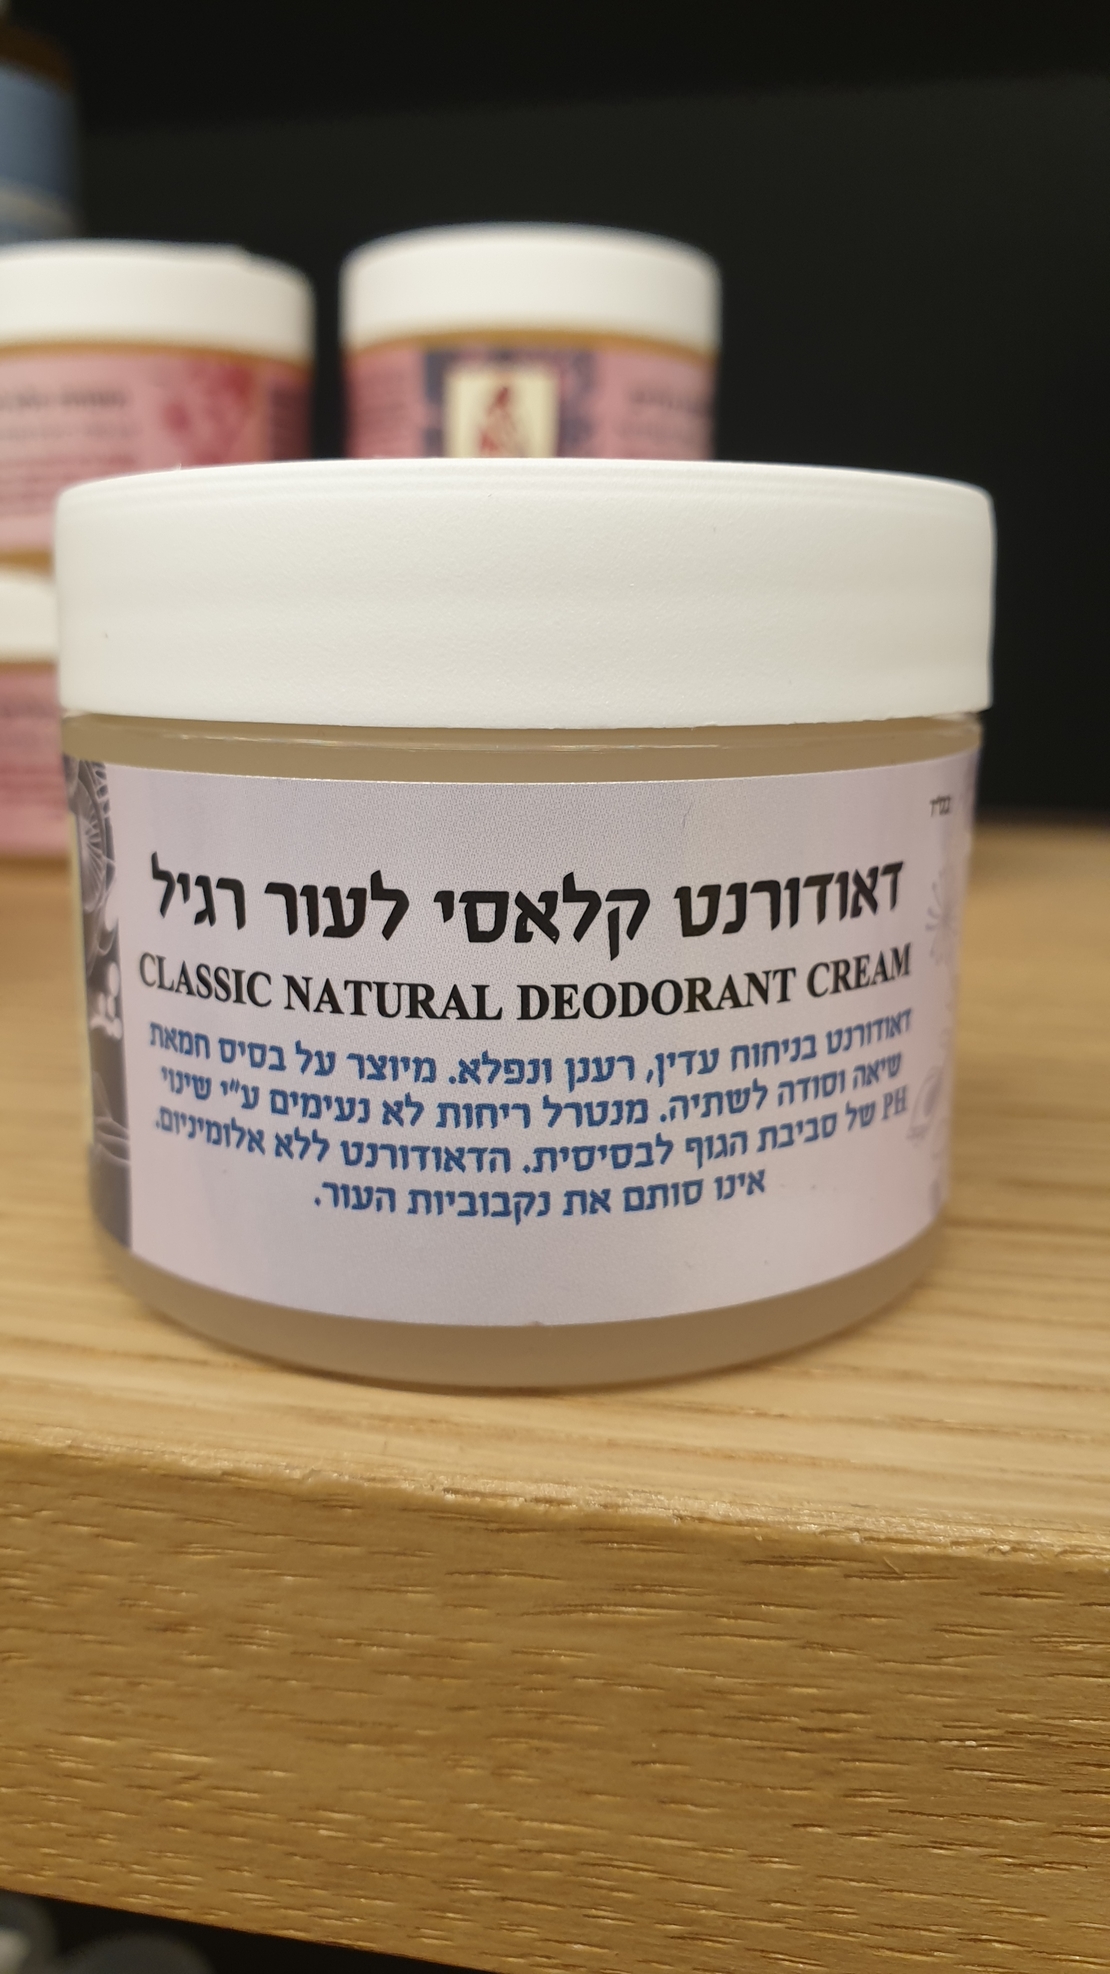 בס״ד
דאודורנט קלאסי לעור רגיל
CLASSIC NATURAL DEODORANT CREAM
דאודורנט בניחוח עדין, רענן ונפלא. מיוצר על בסיס חמאת
שיאה וסודה לשתיה. מנטרל ריחות לא נעימים ע״י שינוי
PH של סביבת הגוף לבסיסית. הדאודורנט ללא אלומיניום.
אינו סותם את נקבוביות העור.